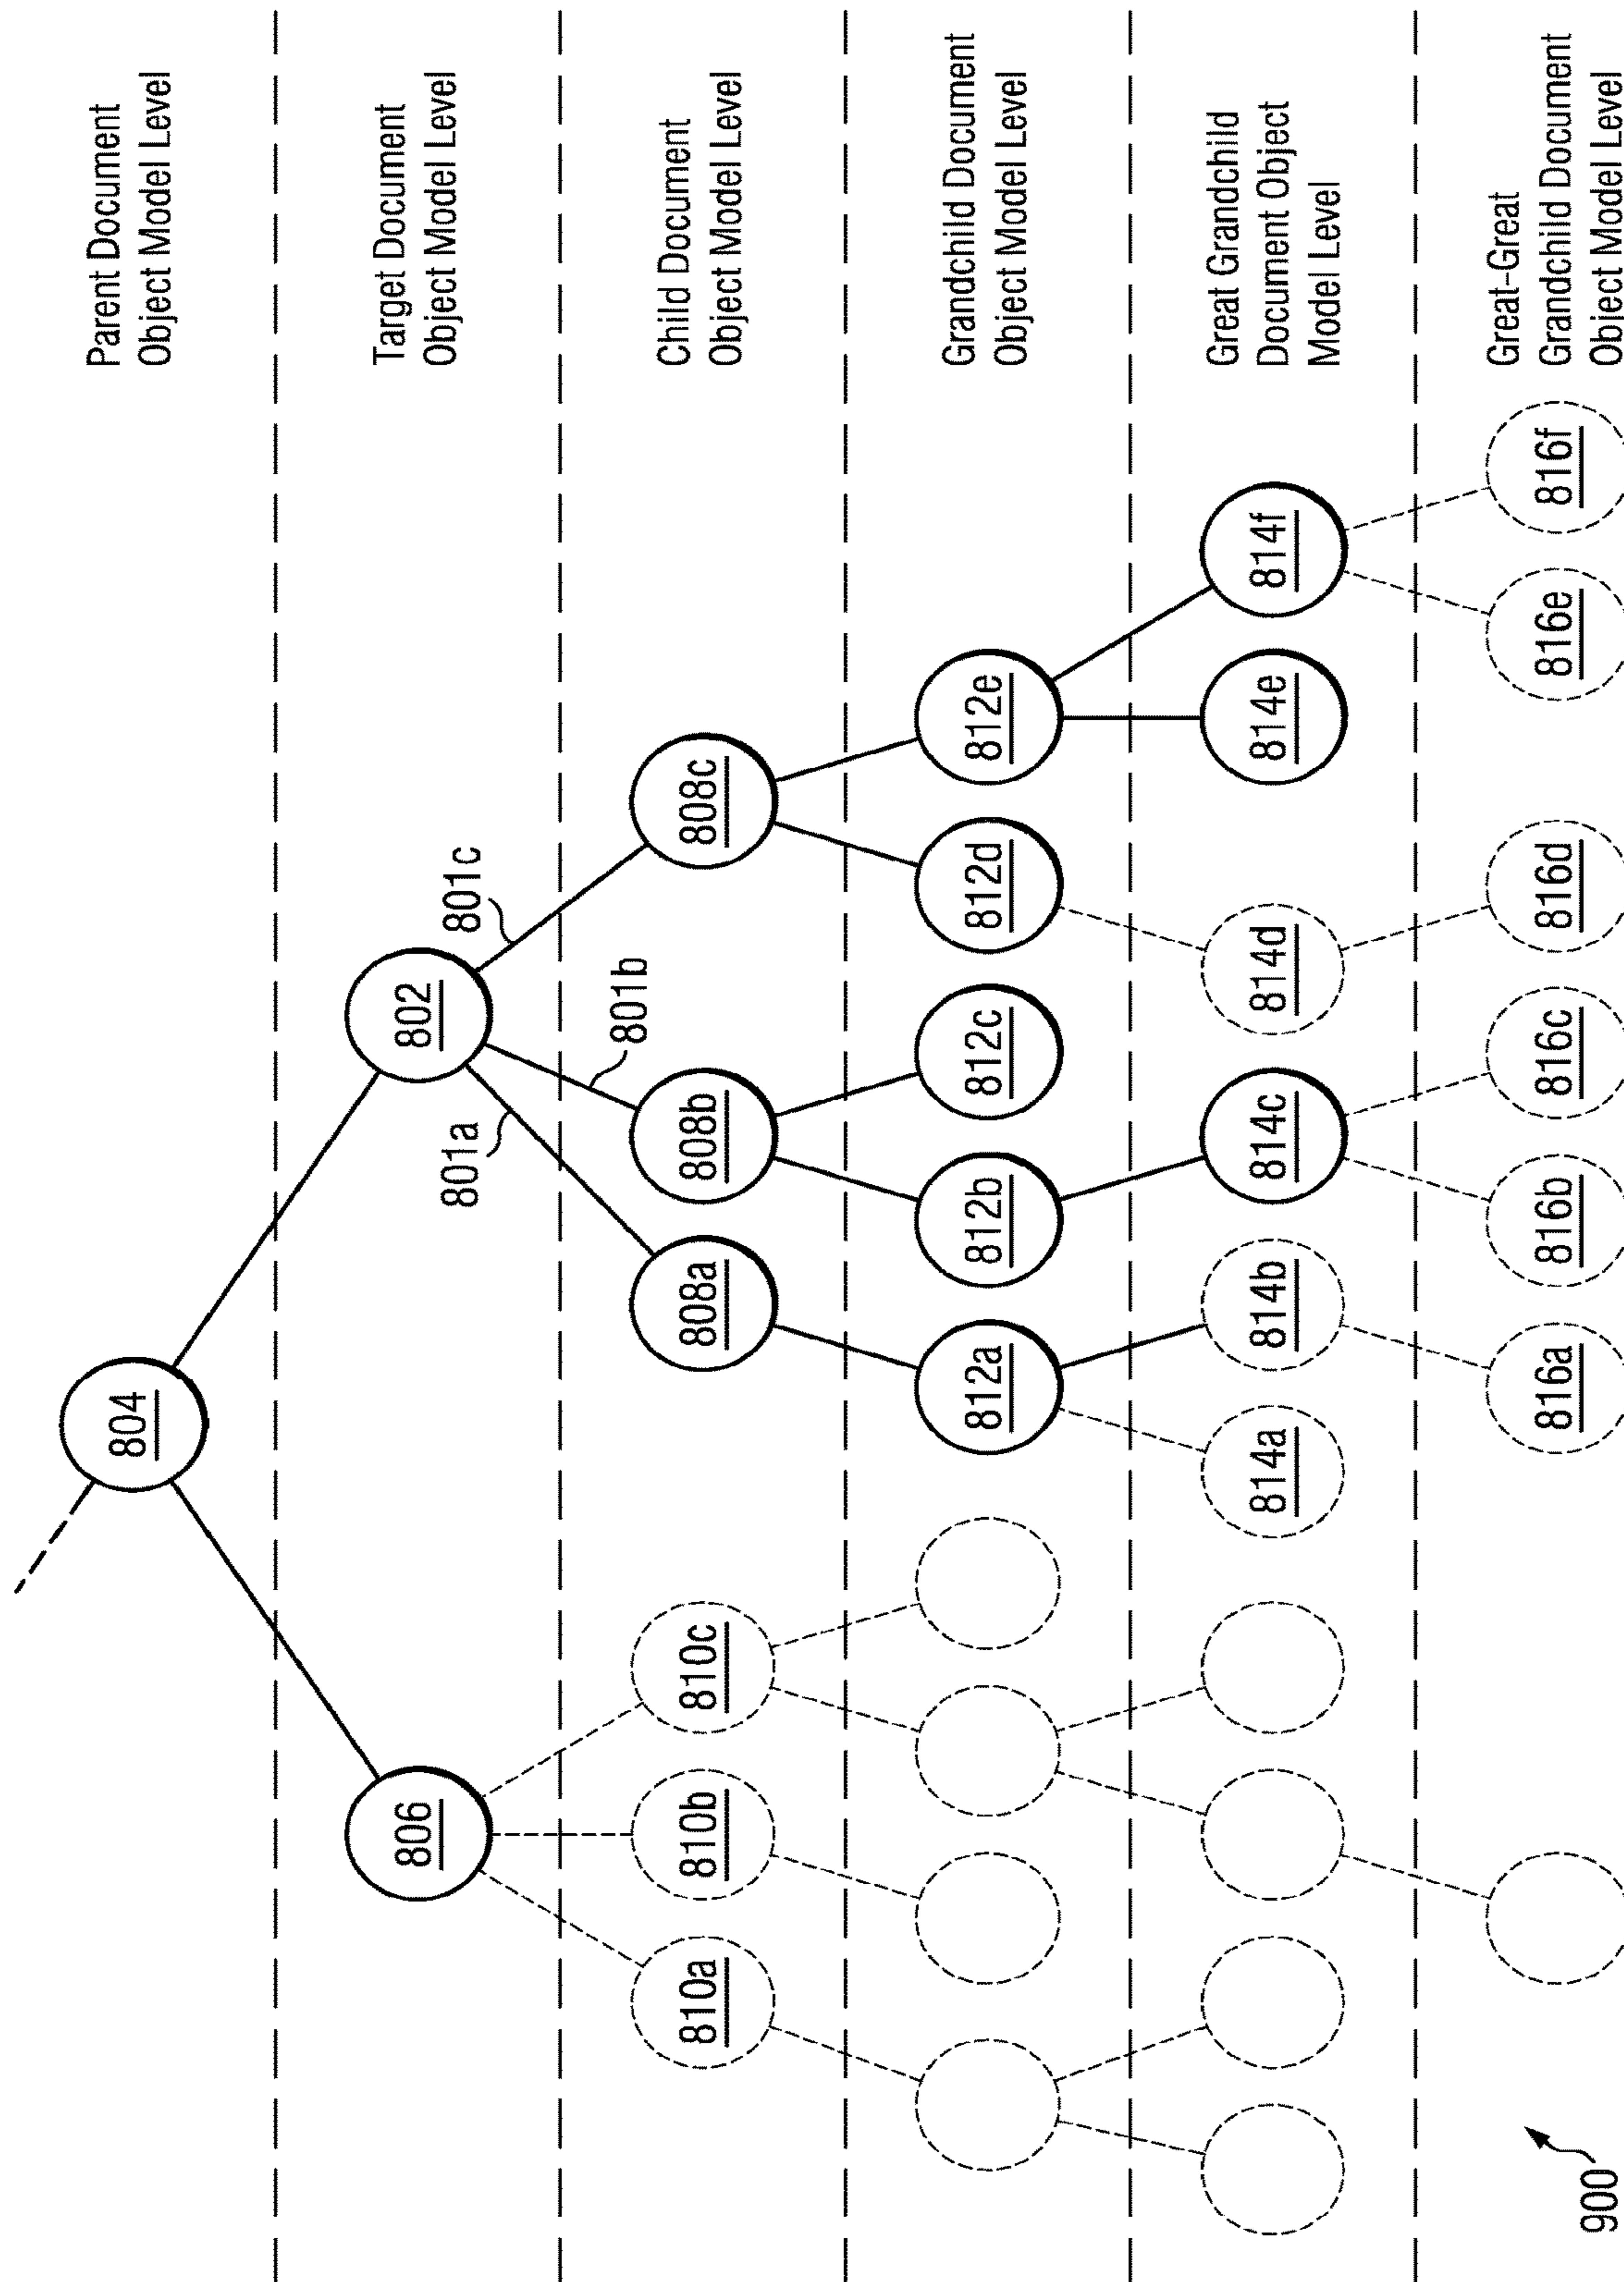 Parent Document
Object Model Level
804
Target Document
Object Model Level
806
802
801a
801b
801c
Child Document
Object Model Level
810a
810b
810c
808a
808b
808c
Grandchild Document
Object Model Level
812a
812b
812c
812d
812e
Great Grandchild
Document Object
Model Level
814a
814b
814c
814d
814e
814f
Great–Great
Grandchild Document
Object Model Level
816a
816b
816c
816d
816e
816f
900